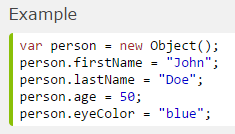 Example
var person = new Object();
person.firstName = "John";
person.lastName = "Doe";
person.age = 50;
person.eyeColor = "blue";